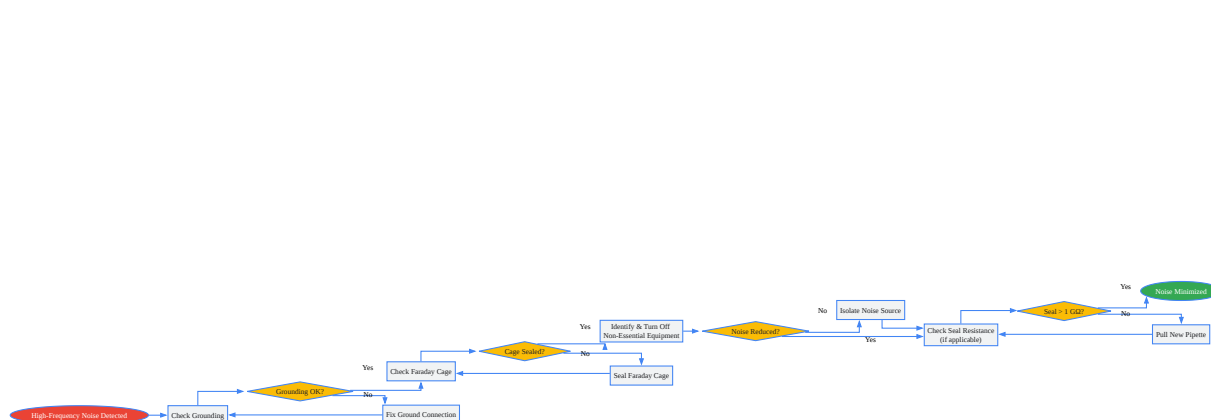 High-Frequency Noise Detected
Check Grounding
Grounding OK?
Yes
No
Fix Ground Connection
Check Faraday Cage
Cage Sealed?
Yes
No
Seal Faraday Cage
Identify & Turn Off
Non-Essential Equipment
Noise Reduced?
No
Yes
Isolate Noise Source
Check Seal Resistance
(if applicable)
Seal > 1 GΩ?
Yes
No
Pull New Pipette
Noise Minimized